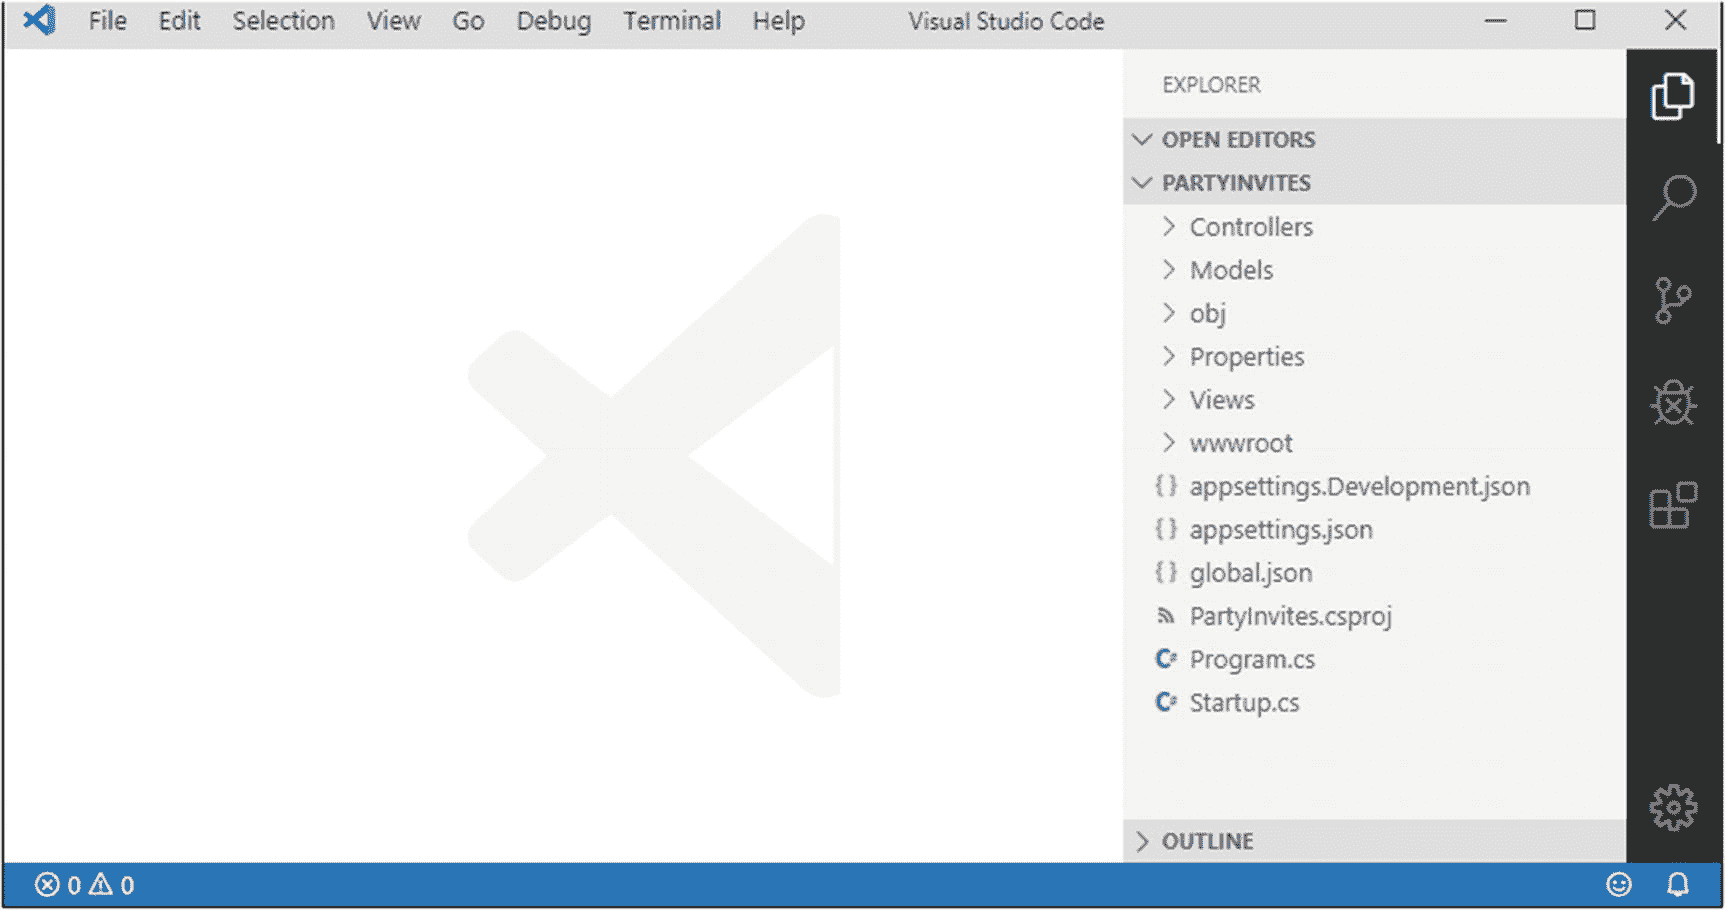 File Edit Selection View Go Debug Terminal Help Visual Studio Code
EXPLORER
OPEN EDITORS
PARTYINVITES
Controllers
Models
obj
Properties
Views
wwwroot
{} appsettings.Development.json
{} appsettings.json
{} global.json
PartyInvites.csproj
C# Program.cs
C# Startup.cs
OUTLINE
0 0